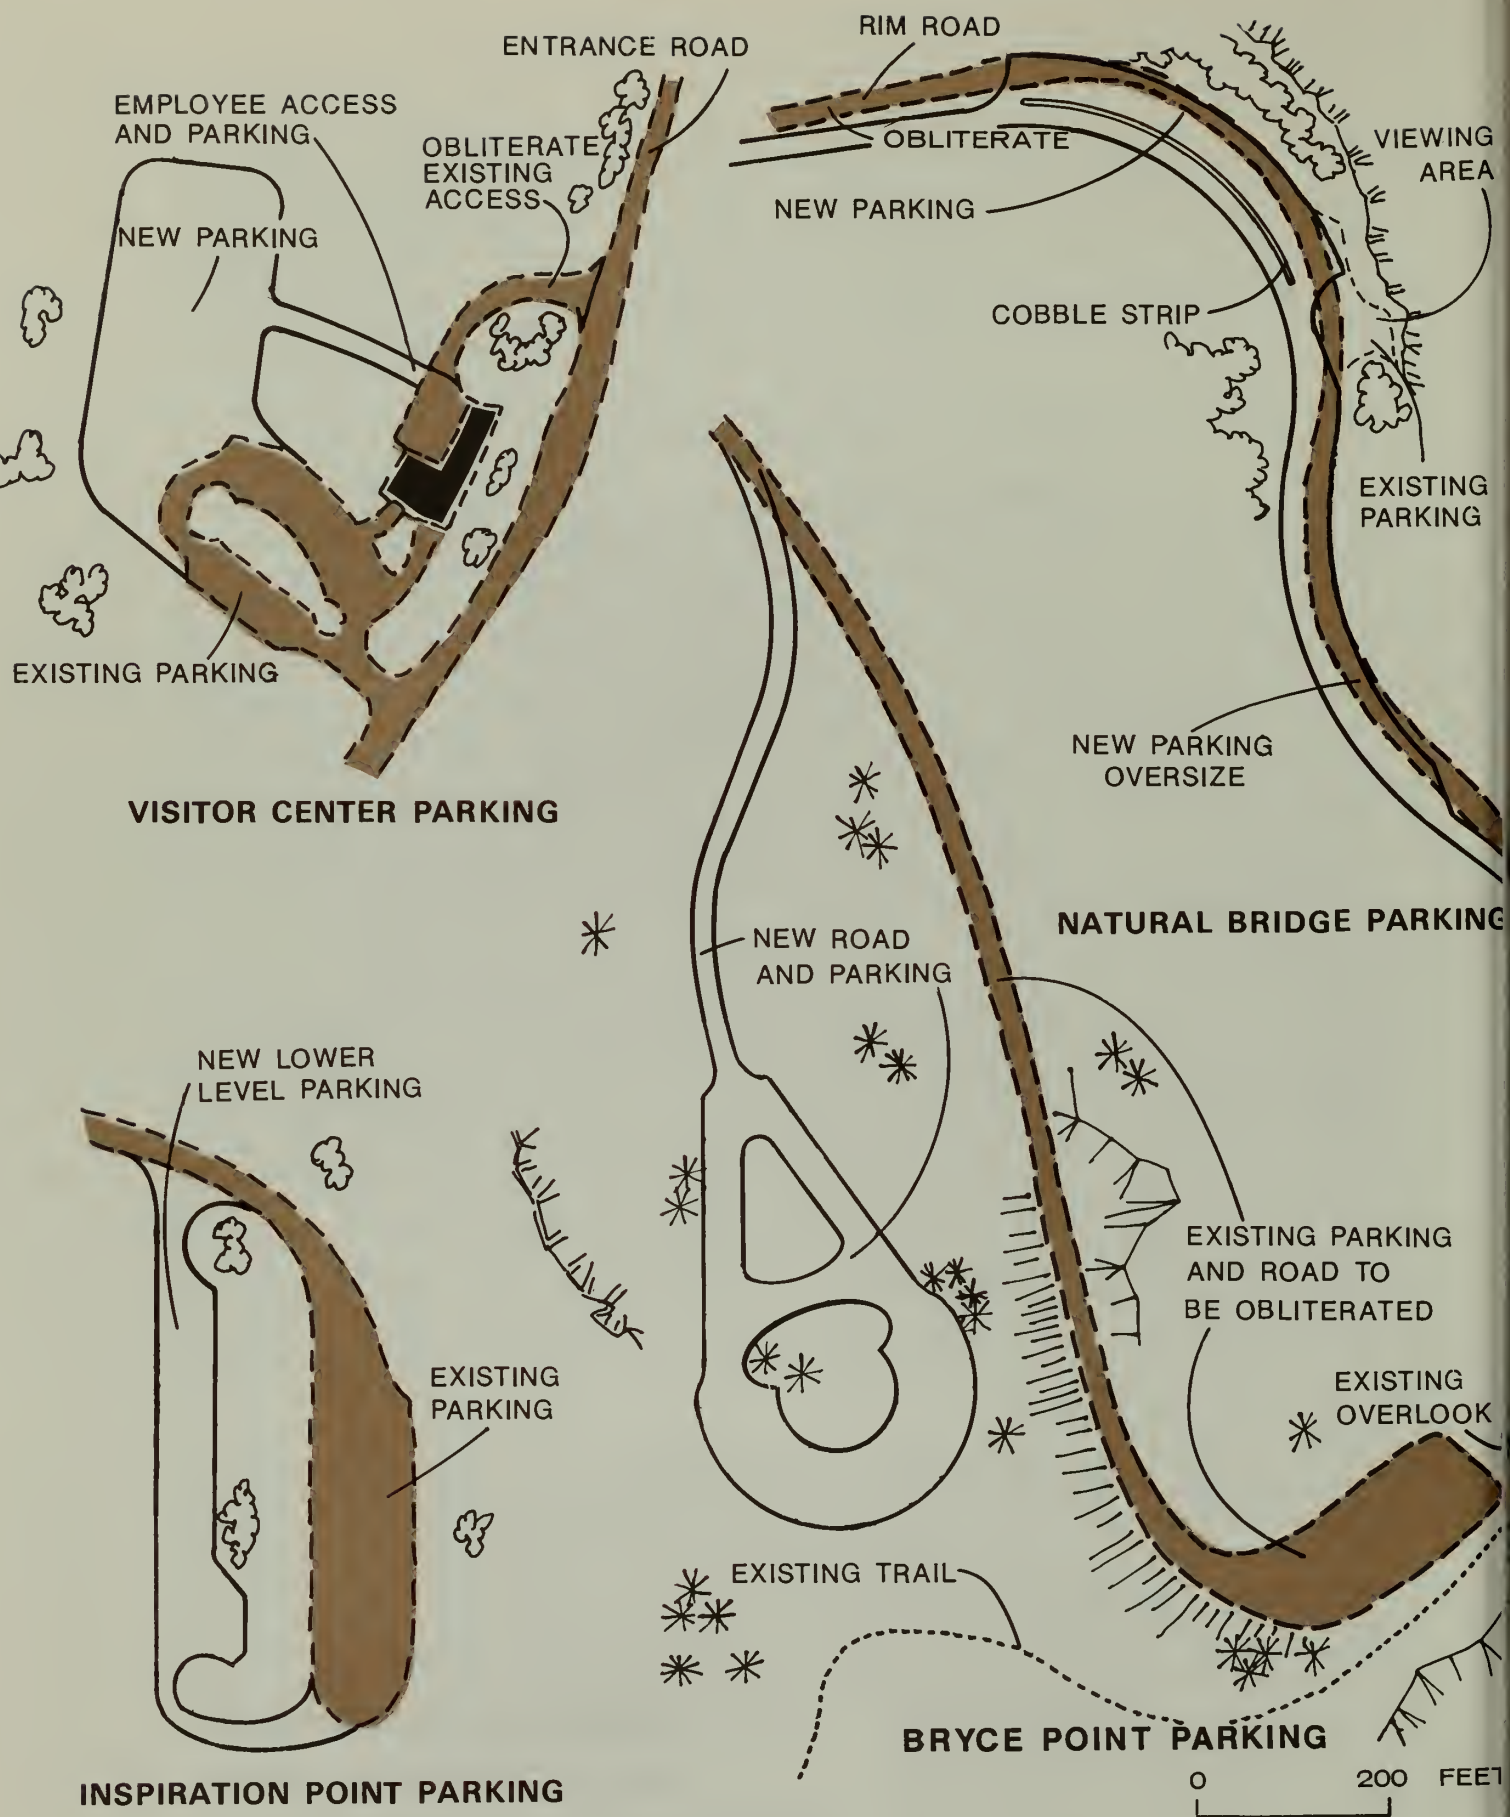 ENTRANCE ROAD
EMPLOYEE ACCESS
AND PARKING
OBLITERATE
EXISTING
ACCESS
NEW PARKING
EXISTING PARKING
VISITOR CENTER PARKING
RIM ROAD
OBLITERATE
VIEWING
AREA
NEW PARKING
COBBLE STRIP
EXISTING
PARKING
NEW PARKING
OVERSIZE
NATURAL BRIDGE PARKING
NEW ROAD
AND PARKING
NEW LOWER
LEVEL PARKING
EXISTING
PARKING
INSPIRATION POINT PARKING
EXISTING PARKING
AND ROAD TO
BE OBLITERATED
EXISTING
OVERLOOK
EXISTING TRAIL
BRYCE POINT PARKING
0 200 FEET